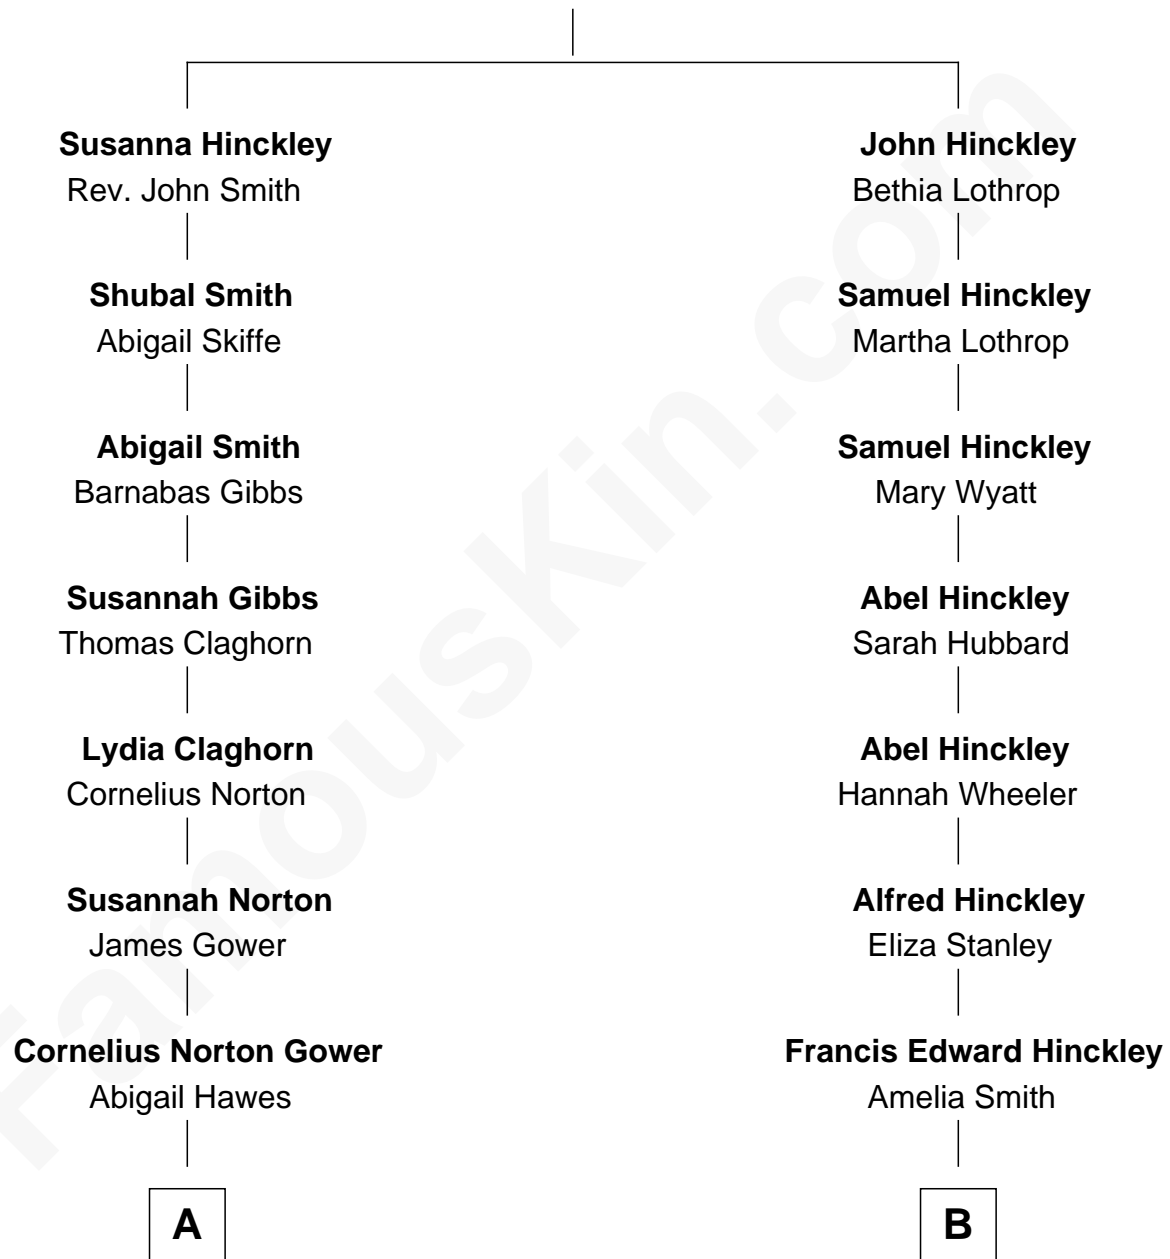 Susanna Hinckley
Rev. John Smith
Shubal Smith
Abigail Skiffe
Abigail Smith
Barnabas Gibbs
Susannah Gibbs
Thomas Claghorn
Lydia Claghorn
Cornelius Norton
Susannah Norton
James Gower
Cornelius Norton Gower
Abigail Hawes
A
John Hinckley
Bethia Lothrop
Samuel Hinckley
Martha Lothrop
Samuel Hinckley
Mary Wyatt
Abel Hinckley
Sarah Hubbard
Abel Hinckley
Hannah Wheeler
Alfred Hinckley
Eliza Stanley
Francis Edward Hinckley
Amelia Smith
B
FamousKin.com